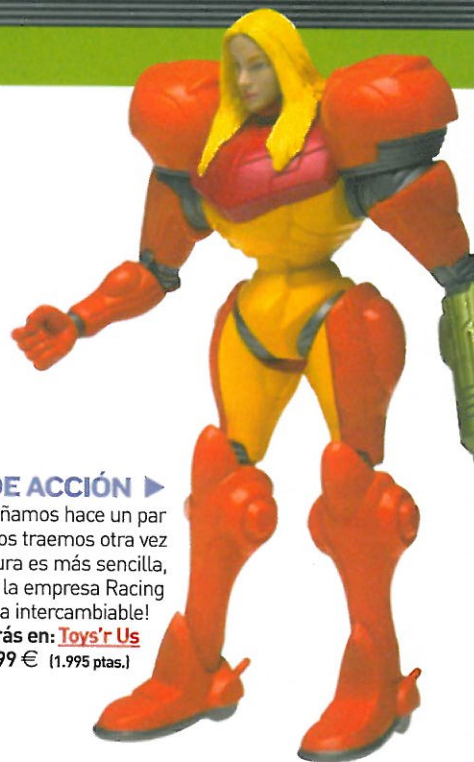 DE ACCIÓN ▶
ñamos hace un par
os traemos otra vez
ura es más sencilla,
la empresa Racing
a intercambiable!
rás en: Toys'r Us
99 € (1.995 ptas.)